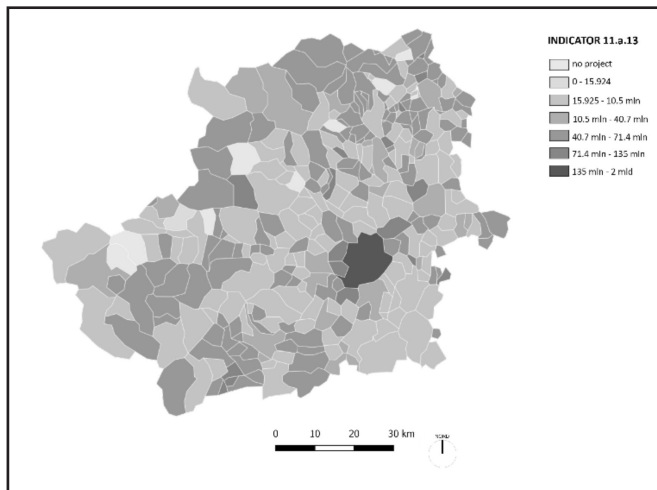 INDICATOR 11.a.13
no project
0 - 15.924
15.925 - 10.5 mln
10.5 mln - 40.7 mln
40.7 mln - 71.4 mln
71.4 mln - 135 mln
135 mln - 2 mld
0 10 20 30 km
NORD